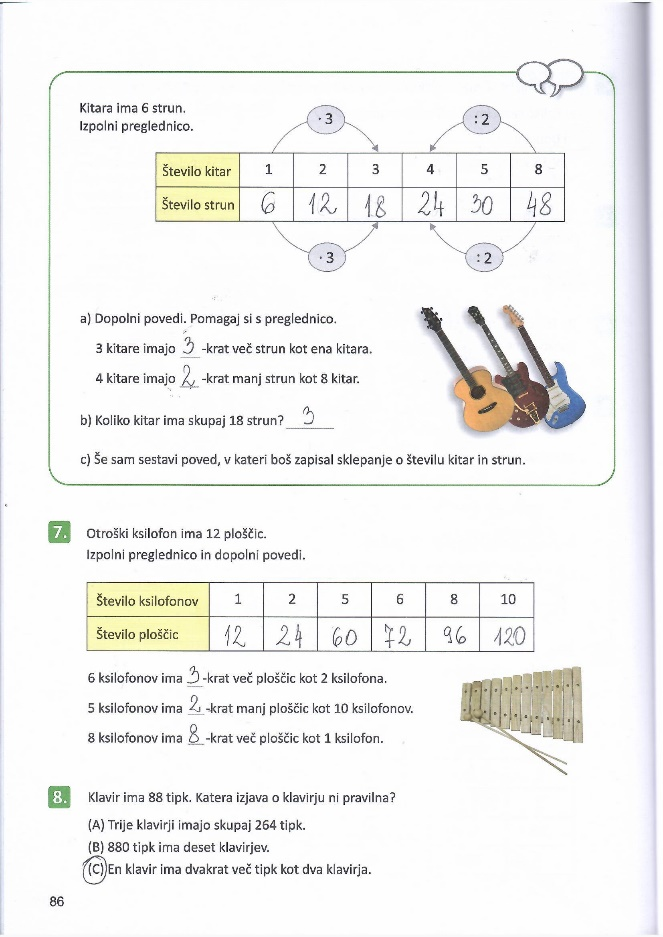 Kitara ima 6 strun.
Izpolni preglednico.
· 3 : 2
Število kitar 1 2 3 4 5 8
Število strun 6 12 18 24 30 48
· 3 : 2
a) Dopolni povedi. Pomagaj si s preglednico.
3 kitare imajo 3 -krat več strun kot ena kitara.
4 kitare imajo 2 -krat manj strun kot 8 kitar.
b) Koliko kitar ima skupaj 18 strun? 3
c) Še sam sestavi poved, v kateri boš zapisal sklepanje o številu kitar in strun.
7. Otroški ksilofon ima 12 ploščic.
Izpolni preglednico in dopolni povedi.
Število ksilofonov 1 2 5 6 8 10
Število ploščic 12 24 60 72 96 120
6 ksilofonov ima 3 -krat več ploščic kot 2 ksilofona.
5 ksilofonov ima 2 -krat manj ploščic kot 10 ksilofonov.
8 ksilofonov ima 8 -krat več ploščic kot 1 ksilofon.
8. Klavir ima 88 tipk. Katera izjava o klavirju ni pravilna?
(A) Trije klavirji imajo skupaj 264 tipk.
(B) 880 tipk ima deset klavirjev.
(C) En klavir ima dvakrat več tipk kot dva klavirja.
86